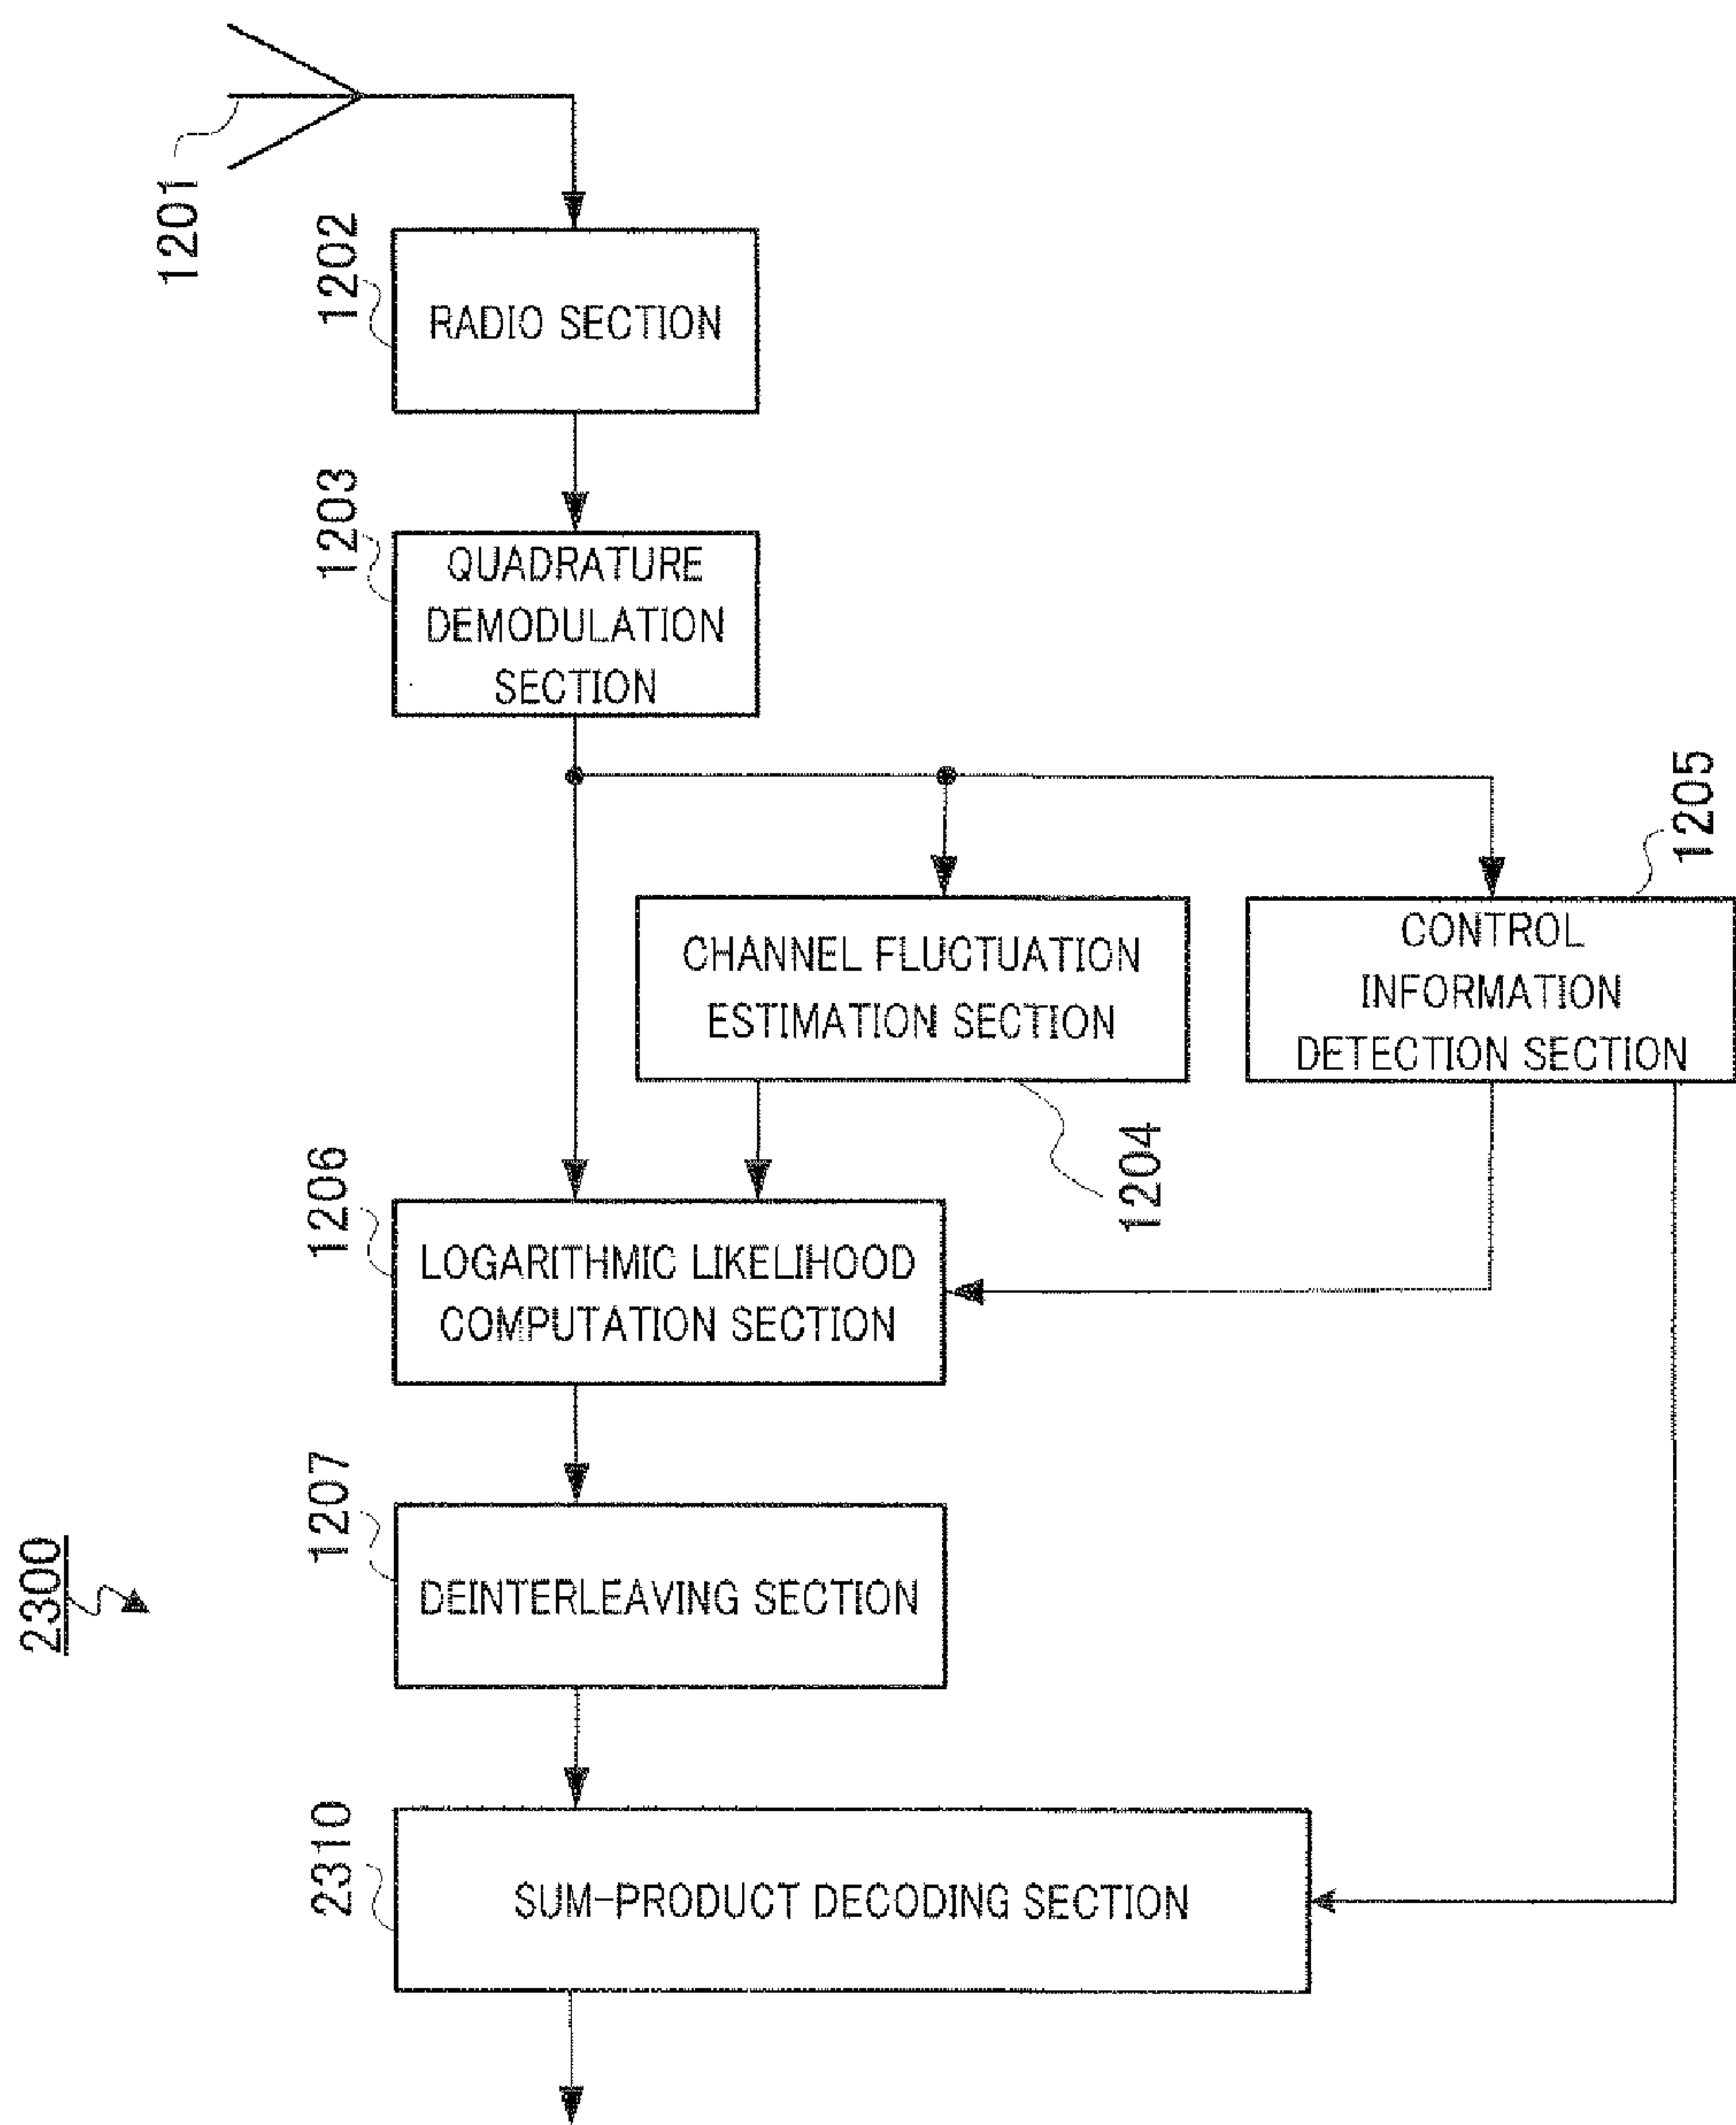 1201
1202
RADIO SECTION
1203
QUADRATURE
DEMODULATION
SECTION
1205
CONTROL
INFORMATION
DETECTION SECTION
CHANNEL FLUCTUATION
ESTIMATION SECTION
1204
1206
LOGARITHMIC LIKELIHOOD
COMPUTATION SECTION
1207
DEINTERLEAVING SECTION
2300
2310
SUM-PRODUCT DECODING SECTION